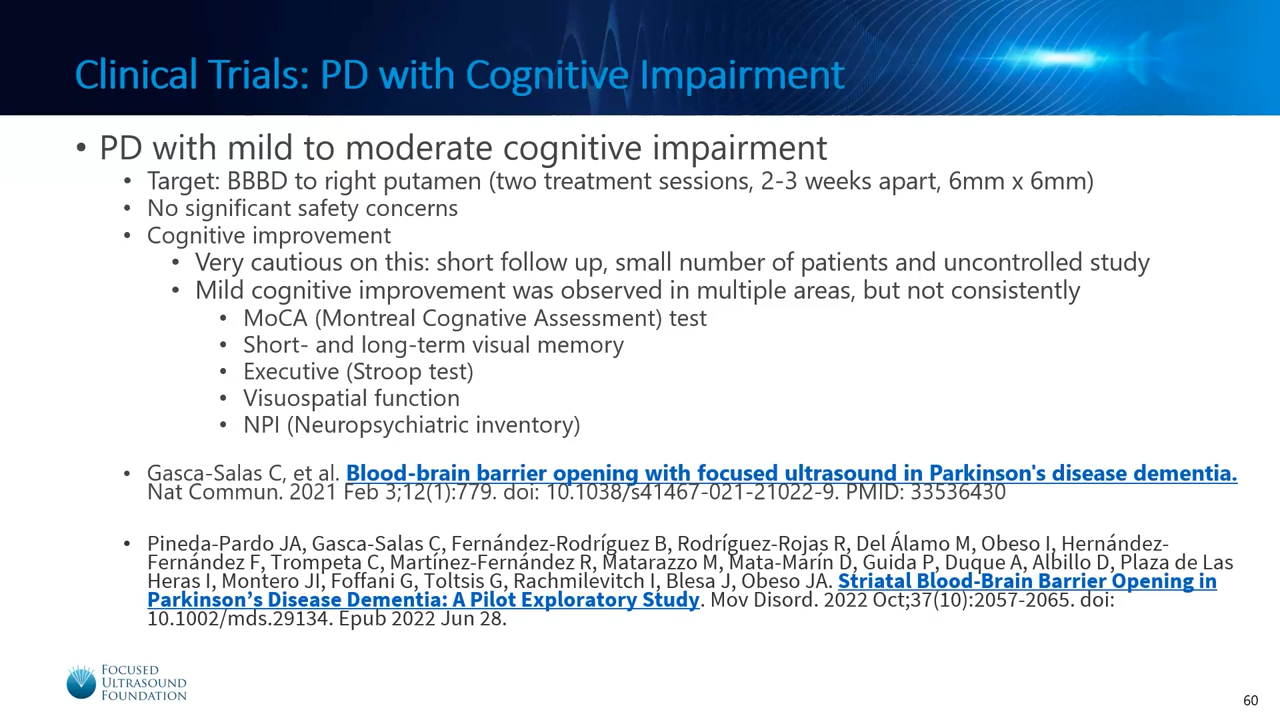 Clinical Trials: PD with Cognitive Impairment
• PD with mild to moderate cognitive impairment
• Target: BBBD to right putamen (two treatment sessions, 2-3 weeks apart, 6mm x 6mm)
• No significant safety concerns
• Cognitive improvement
• Very cautious on this: short follow up, small number of patients and uncontrolled study
• Mild cognitive improvement was observed in multiple areas, but not consistently
• MoCA (Montreal Cognative Assessment) test
• Short- and long-term visual memory
• Executive (Stroop test)
• Visuospatial function
• NPI (Neuropsychiatric inventory)
• Gasca-Salas C, et al. Blood-brain barrier opening with focused ultrasound in Parkinson's disease dementia.
Nat Commun. 2021 Feb 3;12(1):779. doi: 10.1038/s41467-021-21022-9. PMID: 33536430
• Pineda-Pardo JA, Gasca-Salas C, Fernández-Rodríguez B, Rodríguez-Rojas R, Del Álamo M, Obeso I, Hernández-
Fernández F, Trompeta C, Martínez-Fernández R, Matarazzo M, Mata-Marín D, Guida P, Duque A, Albillo D, Plaza de Las
Heras I, Montero JI, Foffani G, Toltsis G, Rachmilevitch I, Blesa J, Obeso JA. Striatal Blood-Brain Barrier Opening in
Parkinson’s Disease Dementia: A Pilot Exploratory Study. Mov Disord. 2022 Oct;37(10):2057-2065. doi:
10.1002/mds.29134. Epub 2022 Jun 28.
FOCUSED
ULTRASOUND
FOUNDATION
60